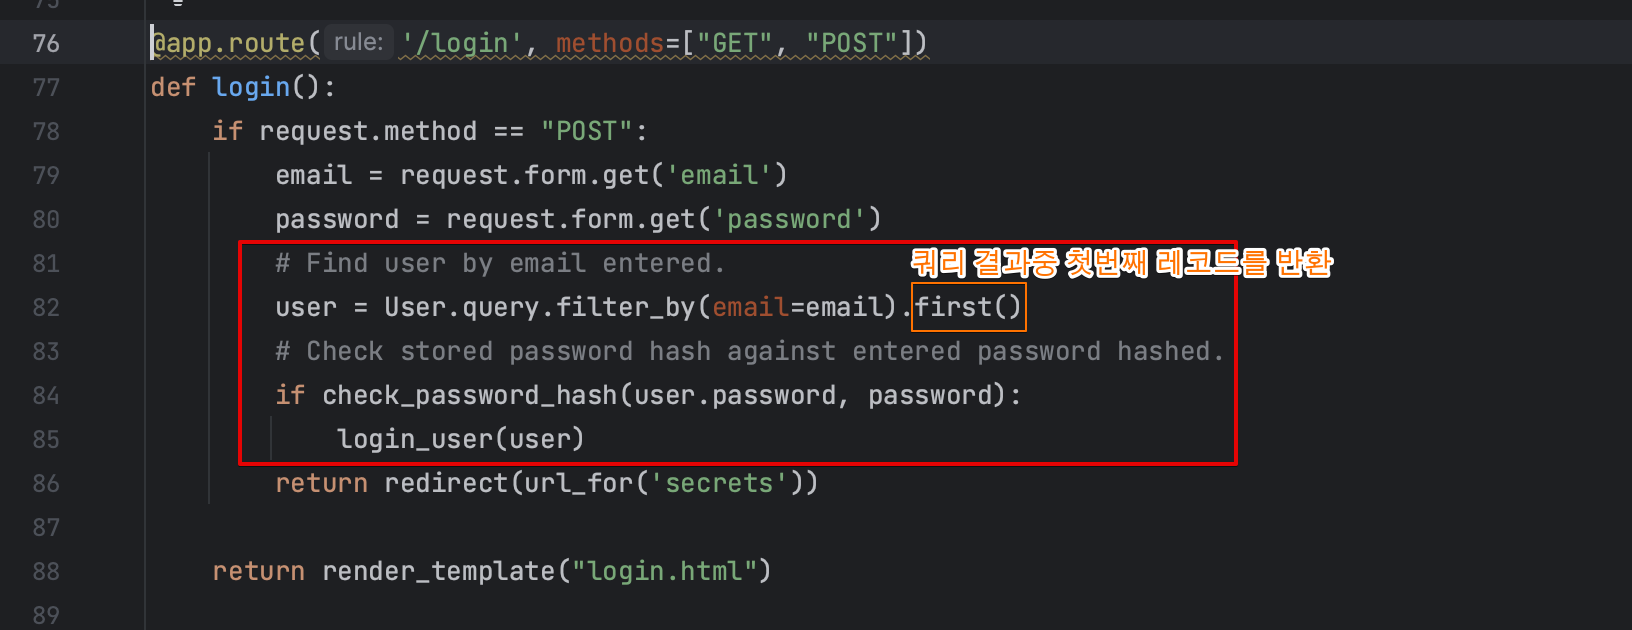 75
76 @app.route( rule: '/login', methods=["GET", "POST"])
77 def login():
78 if request.method == "POST":
79 email = request.form.get('email')
80 password = request.form.get('password')
81 # Find user by email entered.
쿼리 결과중 첫번째 레코드를 반환
82 user = User.query.filter_by(email=email).first()
83 # Check stored password hash against entered password hashed.
84 if check_password_hash(user.password, password):
85 login_user(user)
86 return redirect(url_for('secrets'))
87
88 return render_template("login.html")
89